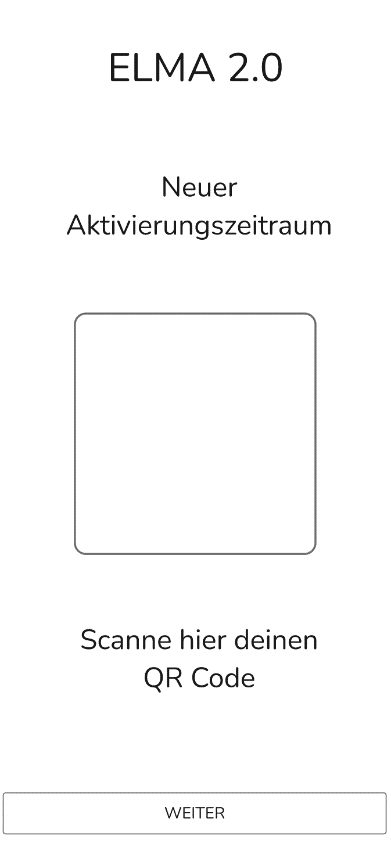 ELMA 2.0
Neuer
Aktivierungszeitraum
Scanne hier deinen
QR Code
WEITER